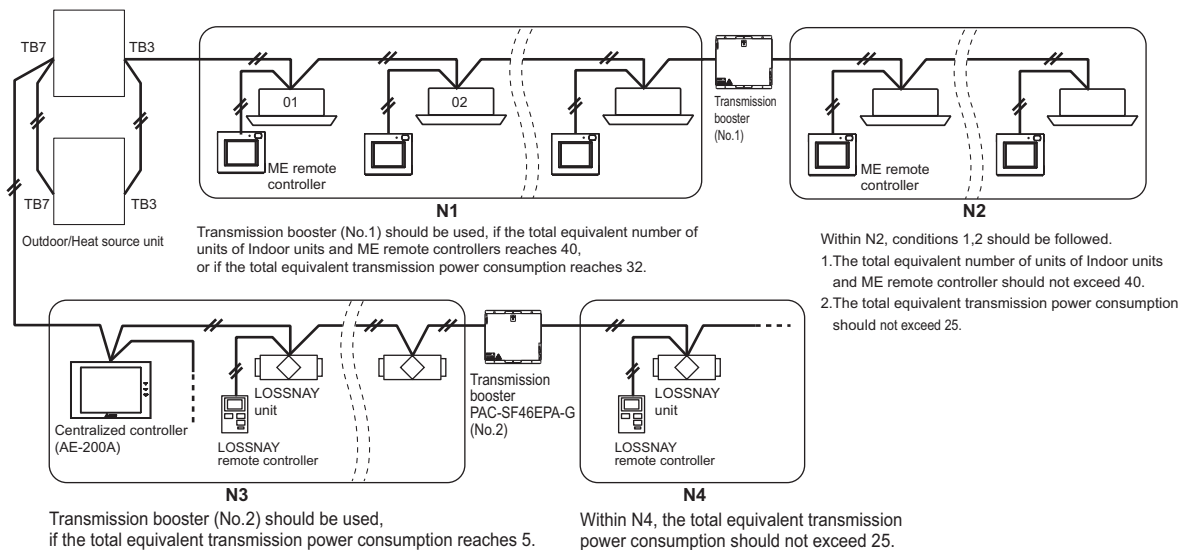 TB7
TB3
TB7
TB3
Outdoor/Heat source unit
01
02
ME remote
controller
N1
Transmission booster (No.1) should be used, if the total equivalent number of
units of Indoor units and ME remote controllers reaches 40,
or if the total equivalent transmission power consumption reaches 32.
Transmission
booster
(No.1)
ME remote
controller
N2
Within N2, conditions 1,2 should be followed.
1.The total equivalent number of units of Indoor units
and ME remote controller should not exceed 40.
2.The total equivalent transmission power consumption
should not exceed 25.
Centralized controller
(AE-200A)
LOSSNAY
unit
LOSSNAY
remote controller
N3
Transmission booster (No.2) should be used,
if the total equivalent transmission power consumption reaches 5.
Transmission
booster
PAC-SF46EPA-G
(No.2)
LOSSNAY
unit
LOSSNAY
remote controller
N4
Within N4, the total equivalent transmission
power consumption should not exceed 25.